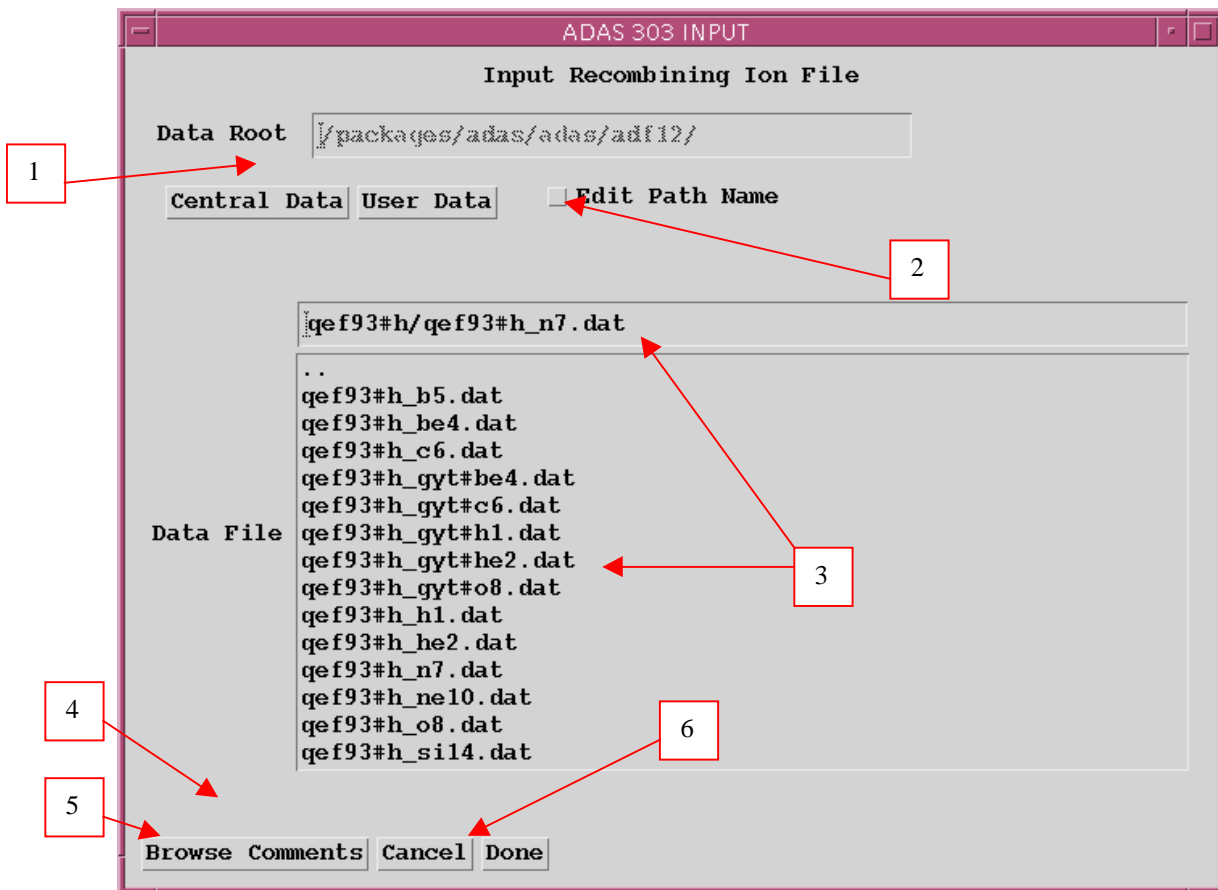 ADAS 303 INPUT
Input Recombining Ion File
Data Root /packages/adas/adas/adf12/
1
Central Data User Data Edit Path Name
2
qef93#h/qef93#h_n7.dat
..
qef93#h_b5.dat
qef93#h_be4.dat
qef93#h_c6.dat
qef93#h_gyt#be4.dat
qef93#h_gyt#c6.dat
Data File qef93#h_gyt#h1.dat
qef93#h_gyt#he2.dat
3
qef93#h_gyt#o8.dat
qef93#h_h1.dat
qef93#h_he2.dat
qef93#h_n7.dat
qef93#h_ne10.dat
4
qef93#h_o8.dat
6
qef93#h_si14.dat
5
Browse Comments Cancel Done